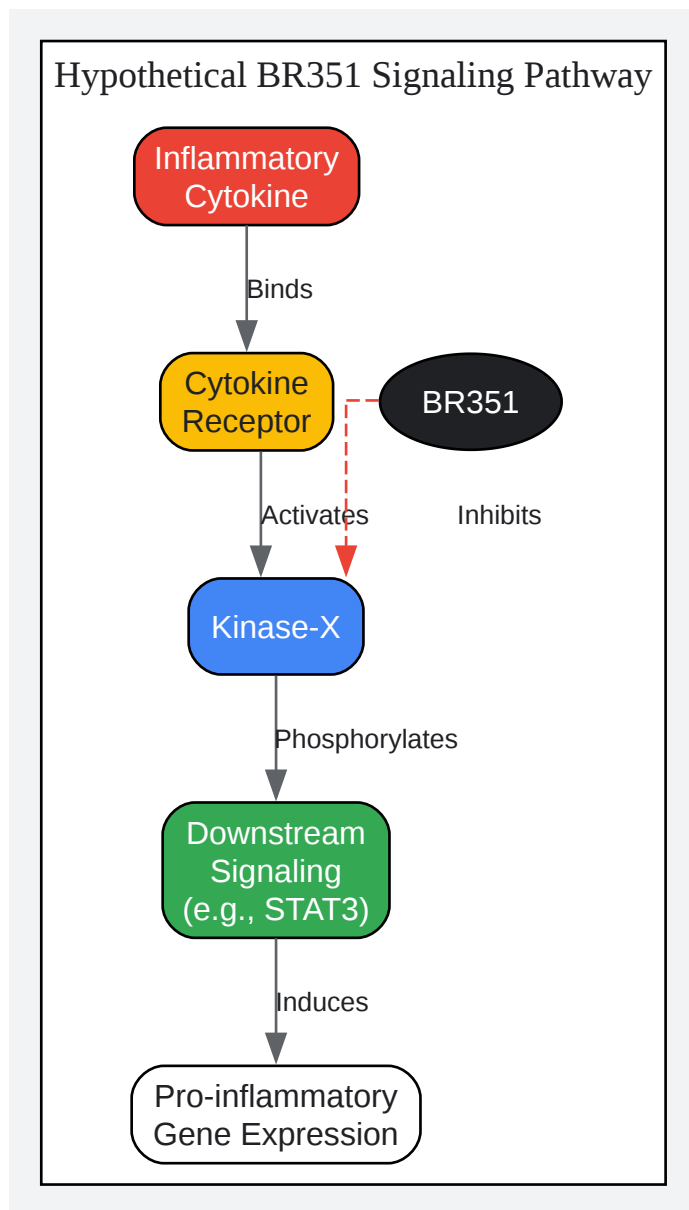 Hypothetical BR351 Signaling Pathway
Inflammatory
Cytokine
Binds
Cytokine
Receptor
BR351
Activates
Inhibits
Kinase-X
Phosphorylates
Downstream
Signaling
(e.g., STAT3)
Induces
Pro-inflammatory
Gene Expression